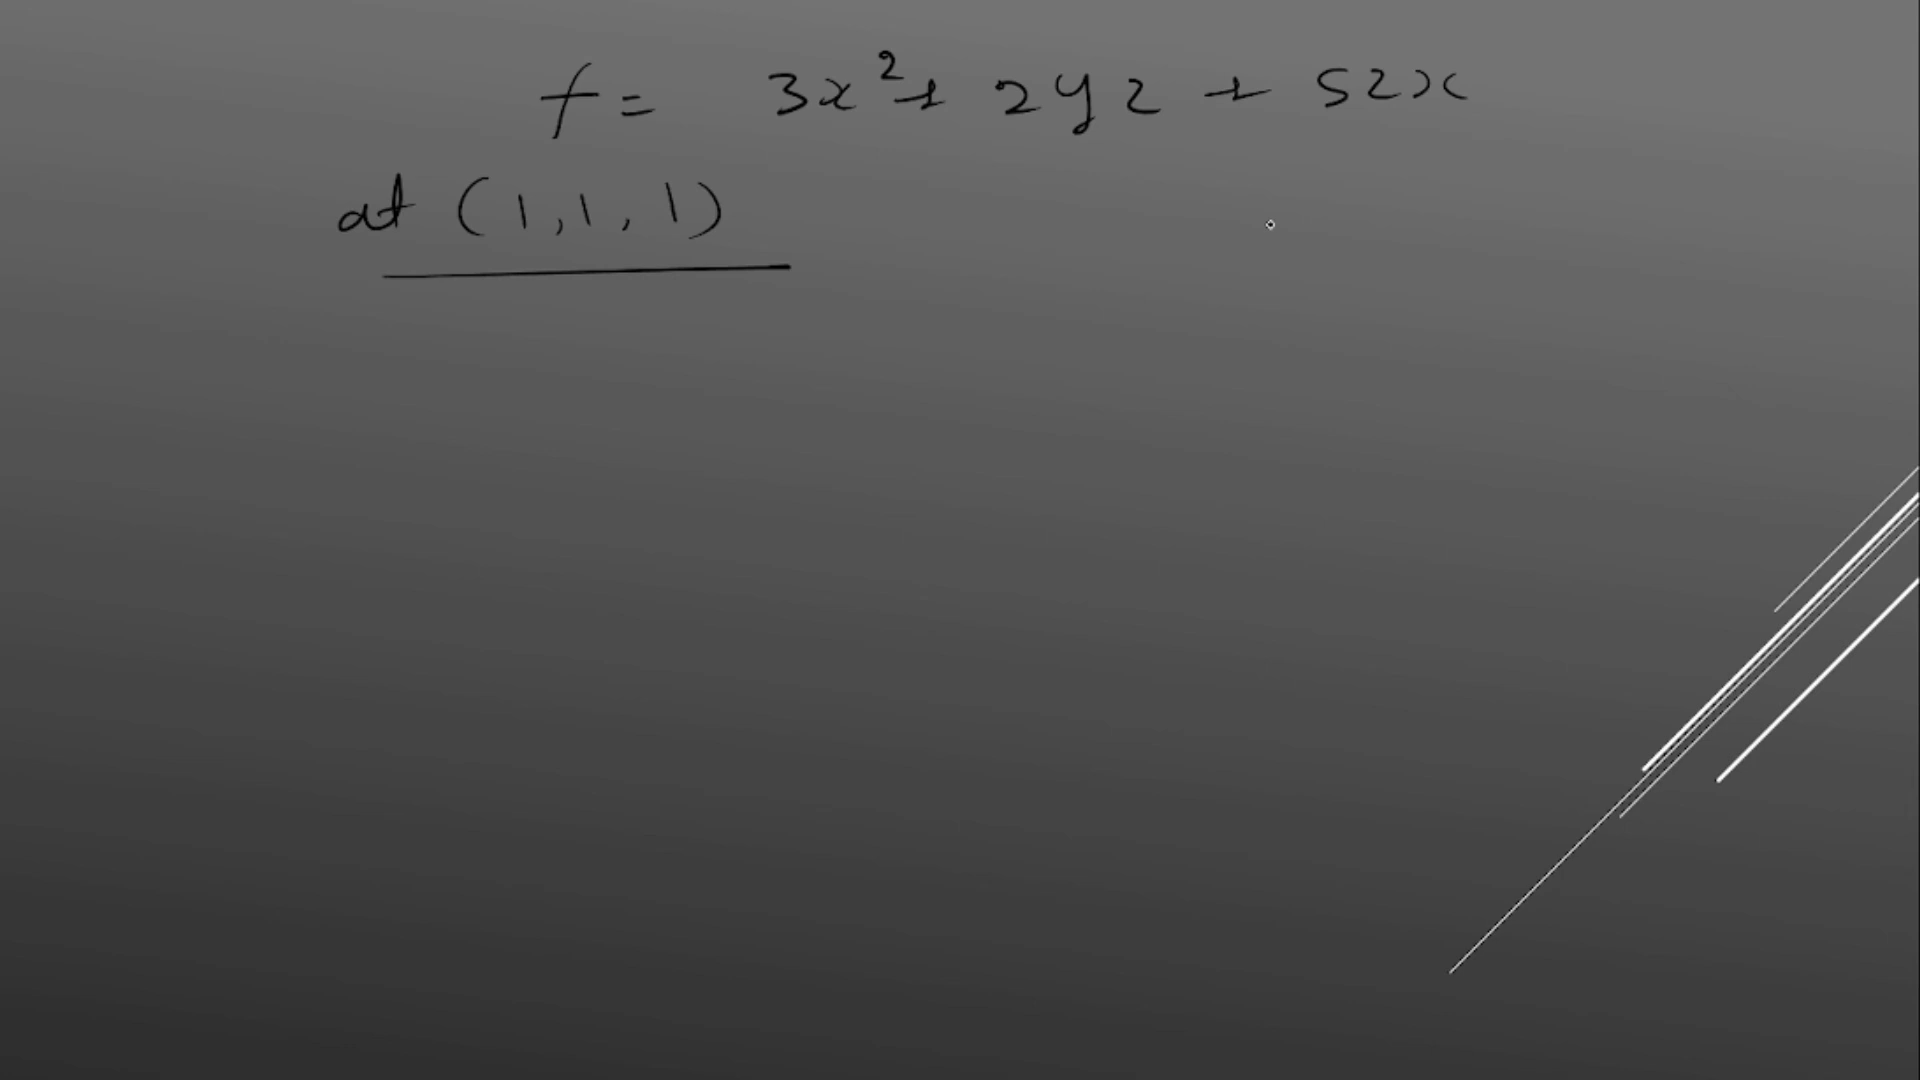 f = 3x² + 2yz + 5zx
at (1, 1, 1)